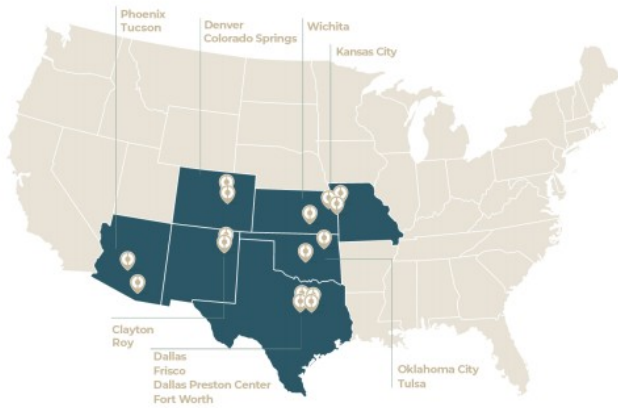 Phoenix
Tucson
Denver
Colorado Springs
Wichita
Kansas City
Clayton
Roy
Dallas
Frisco
Dallas Preston Center
Fort Worth
Oklahoma City
Tulsa